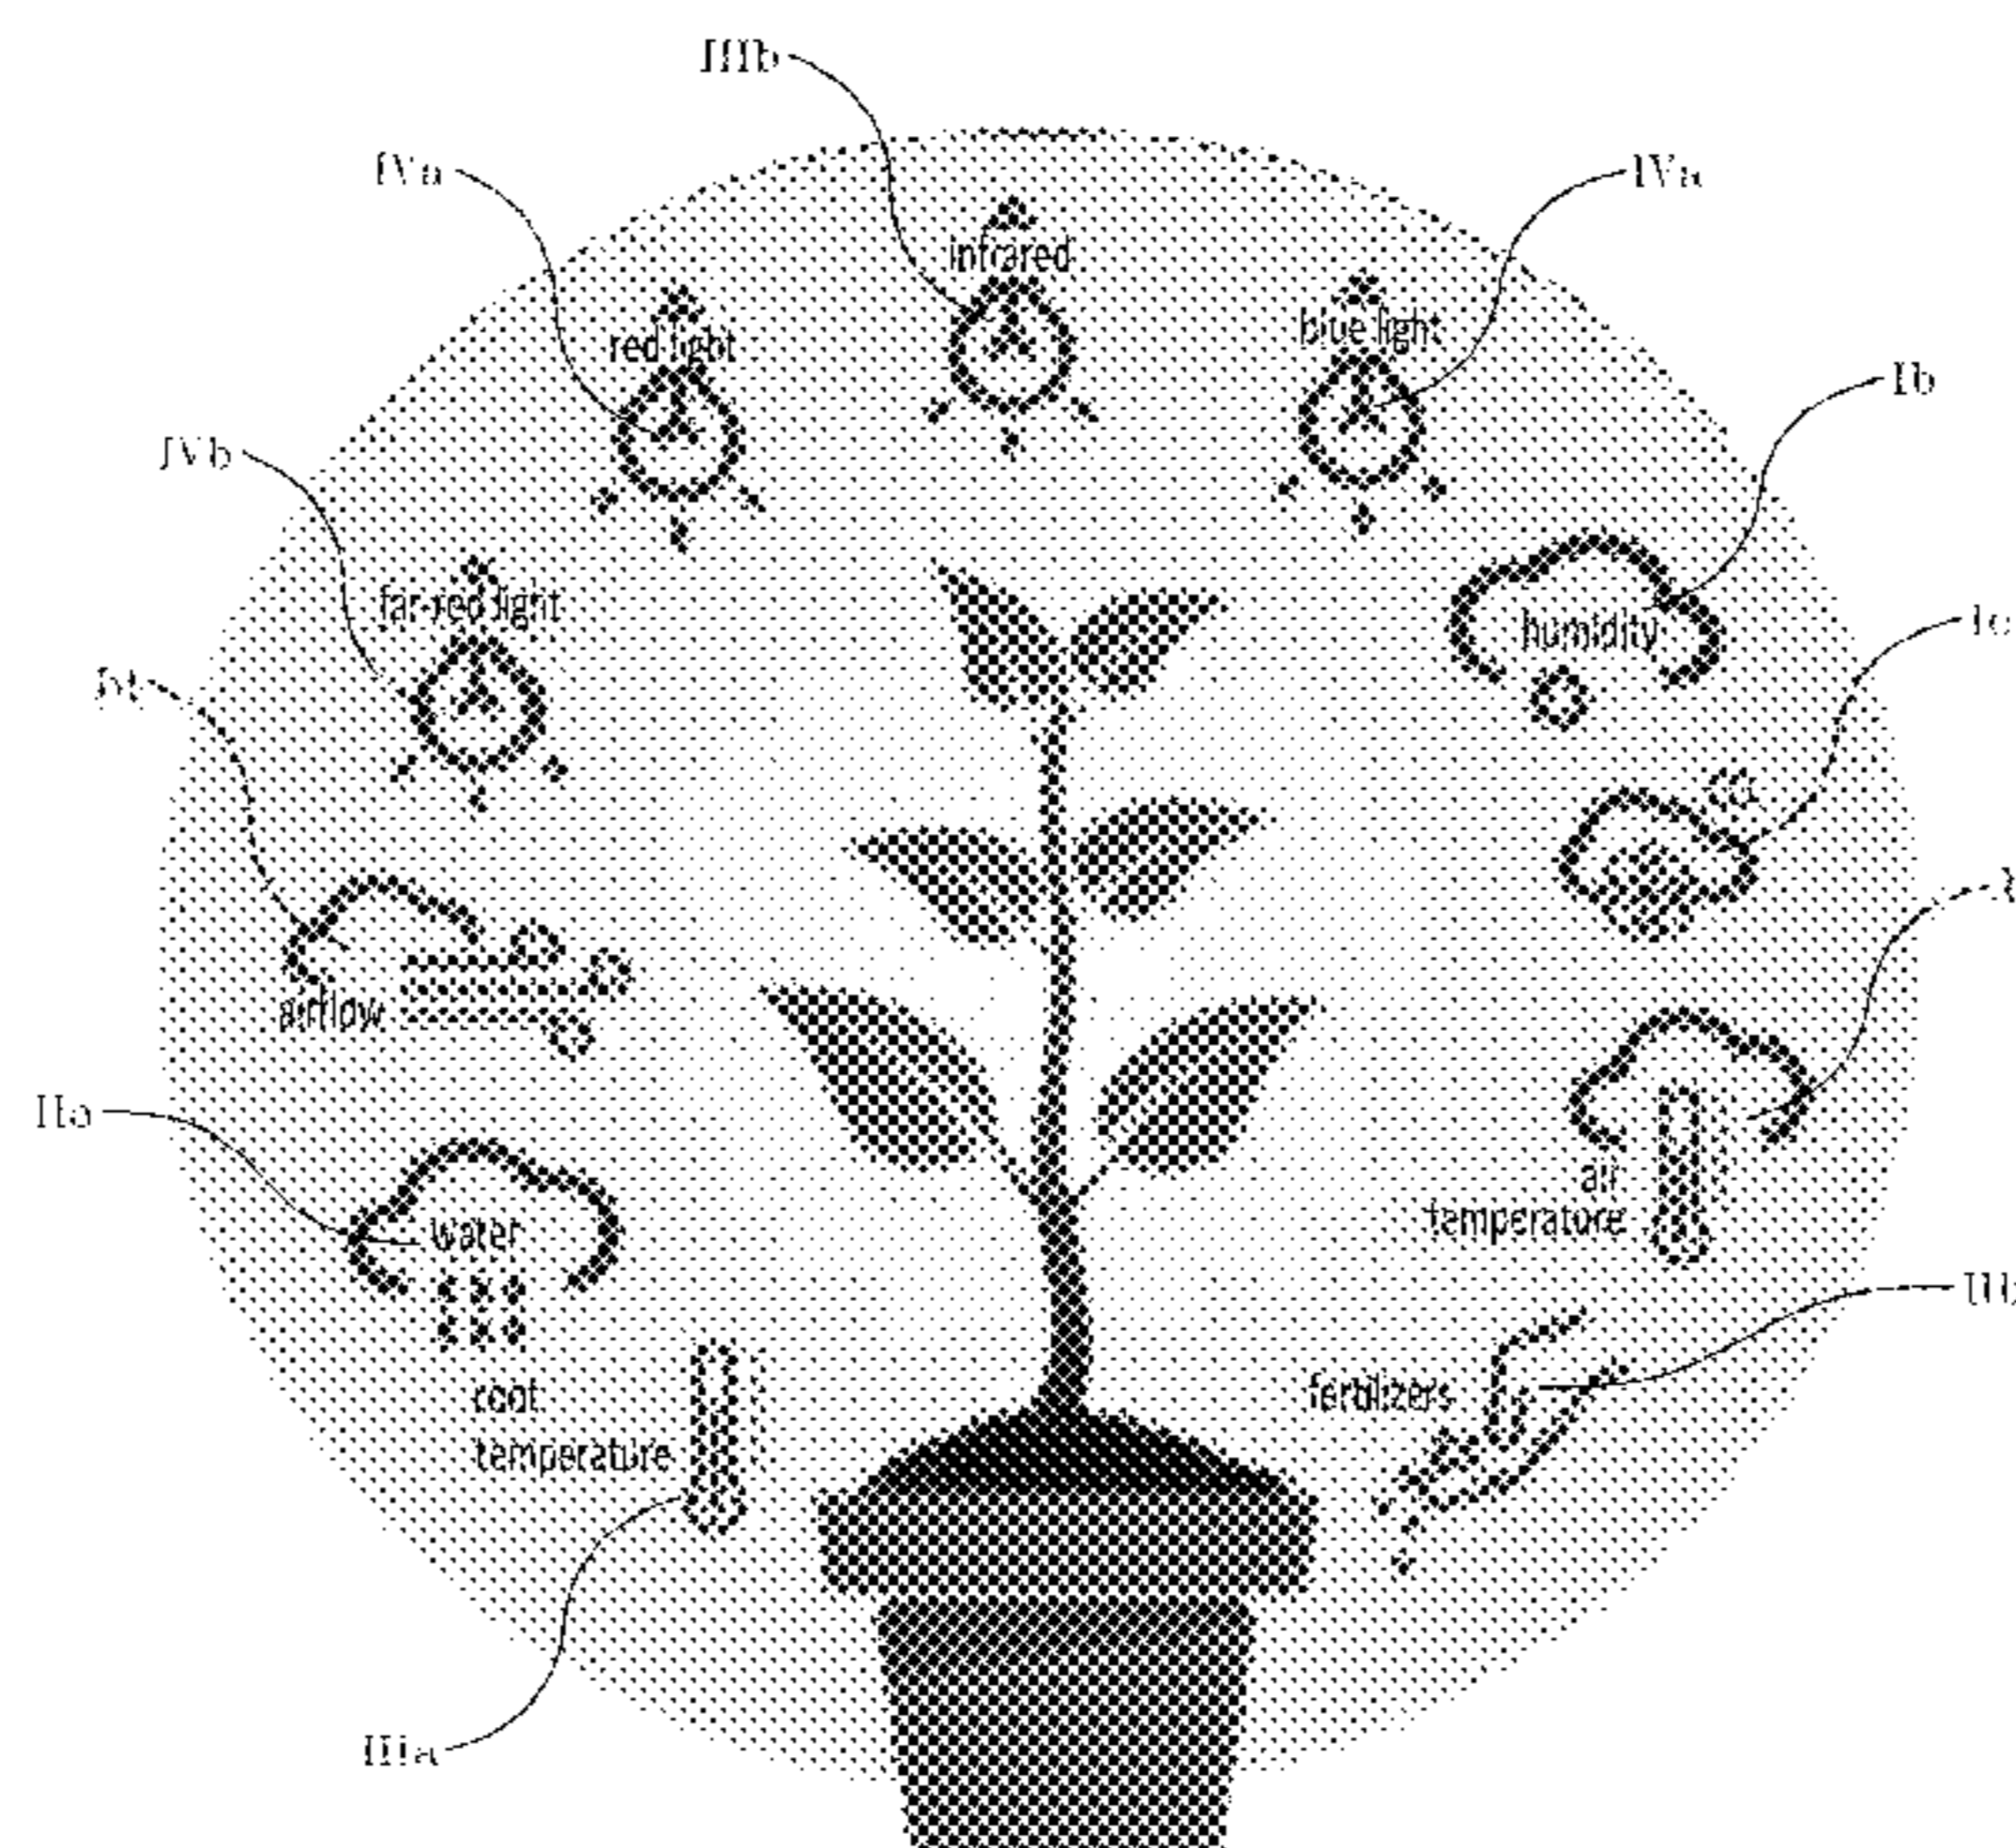 IIIb
IVa
infrared
red light
blue light
Ib
IVb
far-red light
humidity
Ic
airflow
IIa
water
air
temperature
root
temperature
fertilizers
IIIa